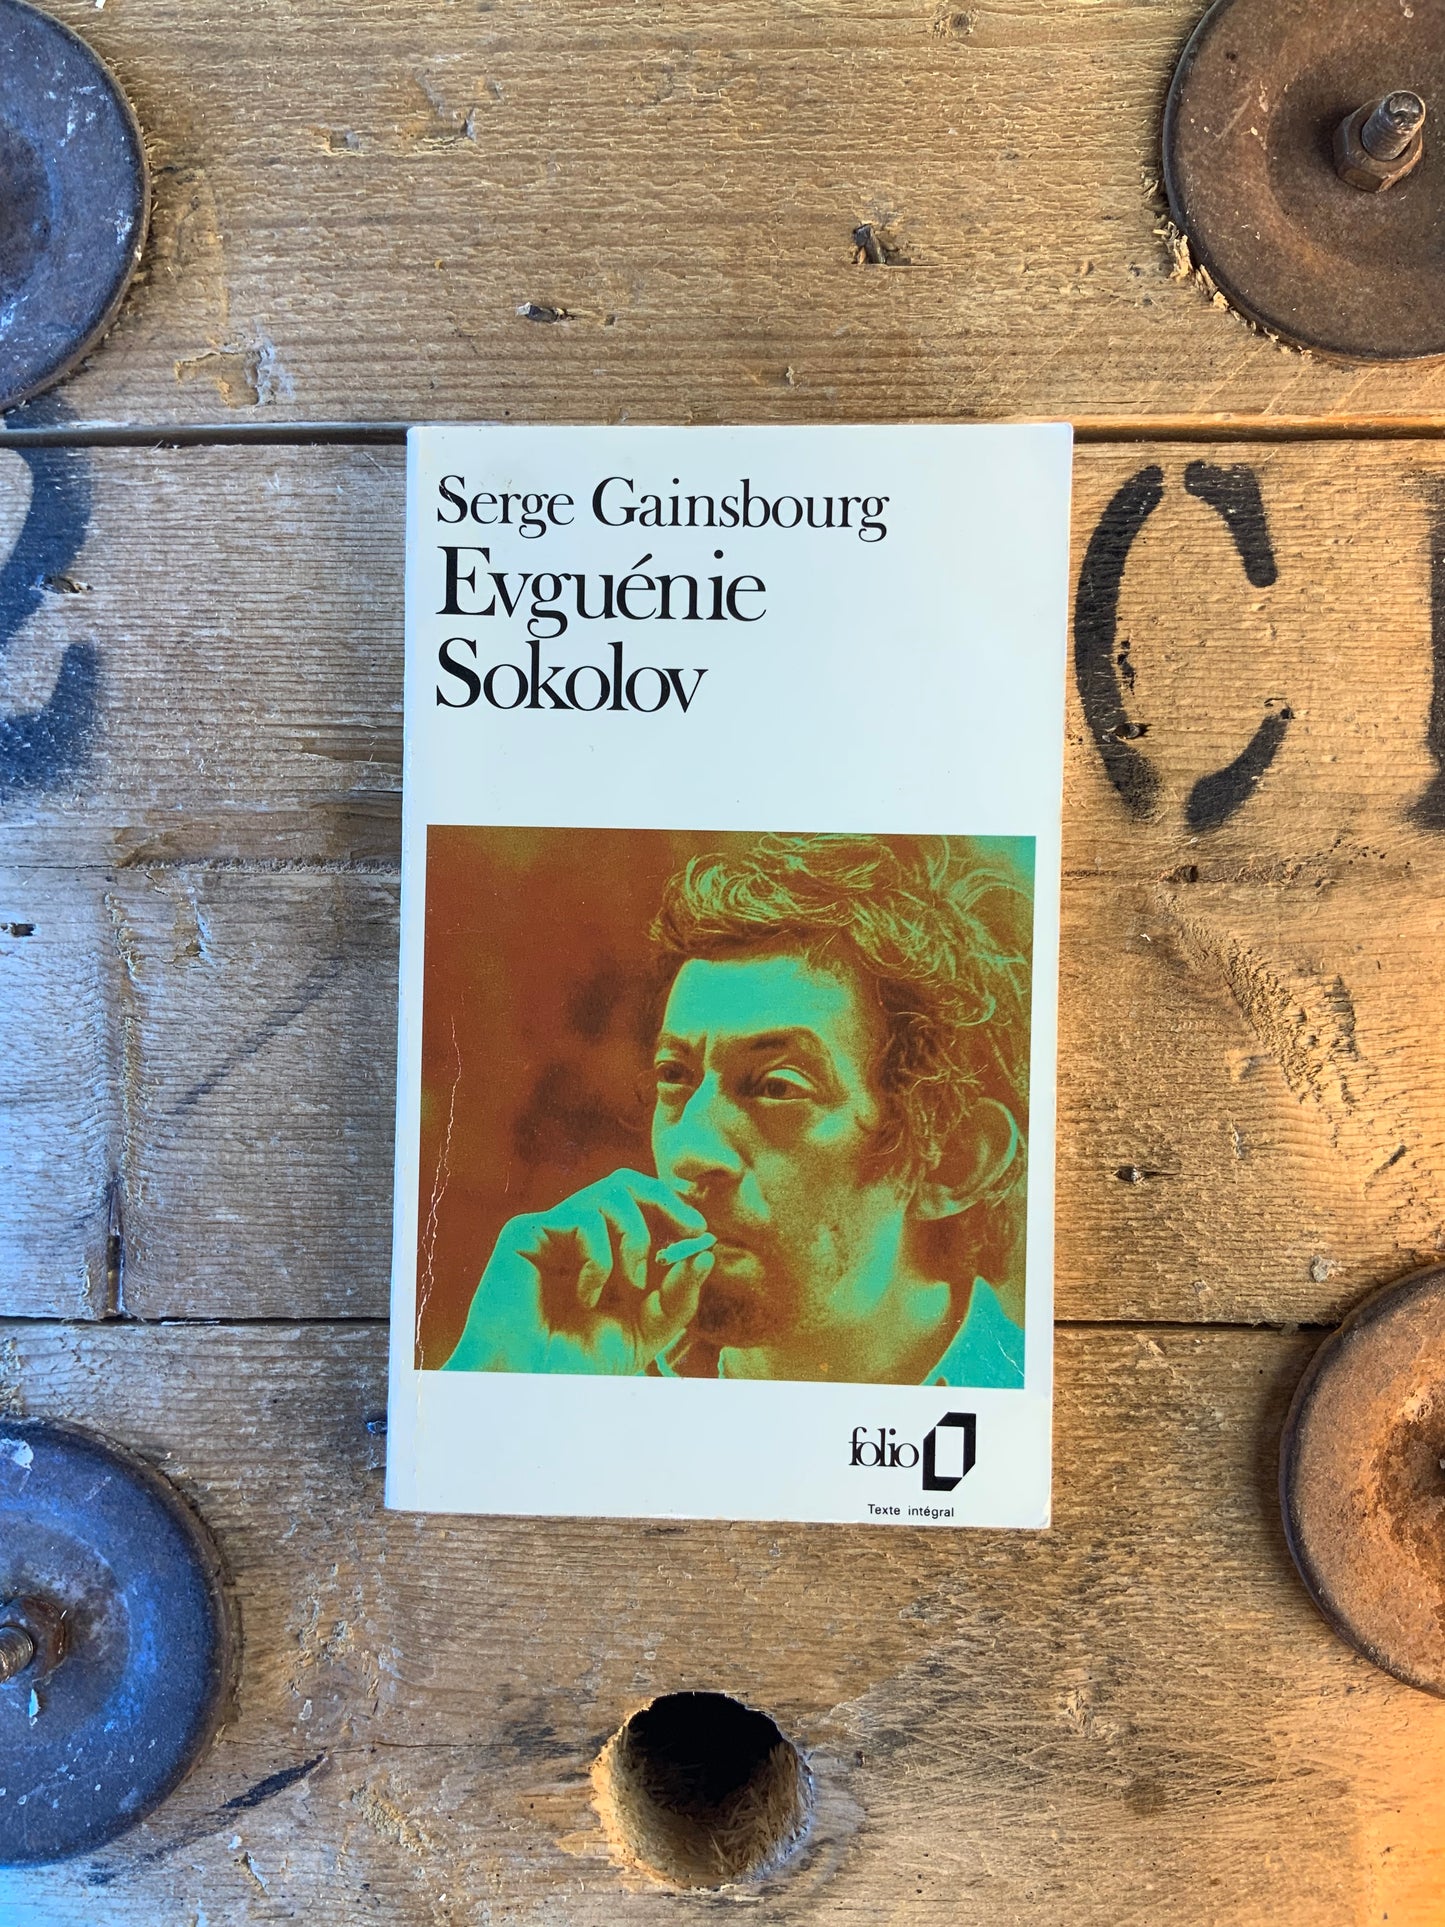 Serge Gainsbourg
Evguénie
Sokolov
C
folio
Texte intégral